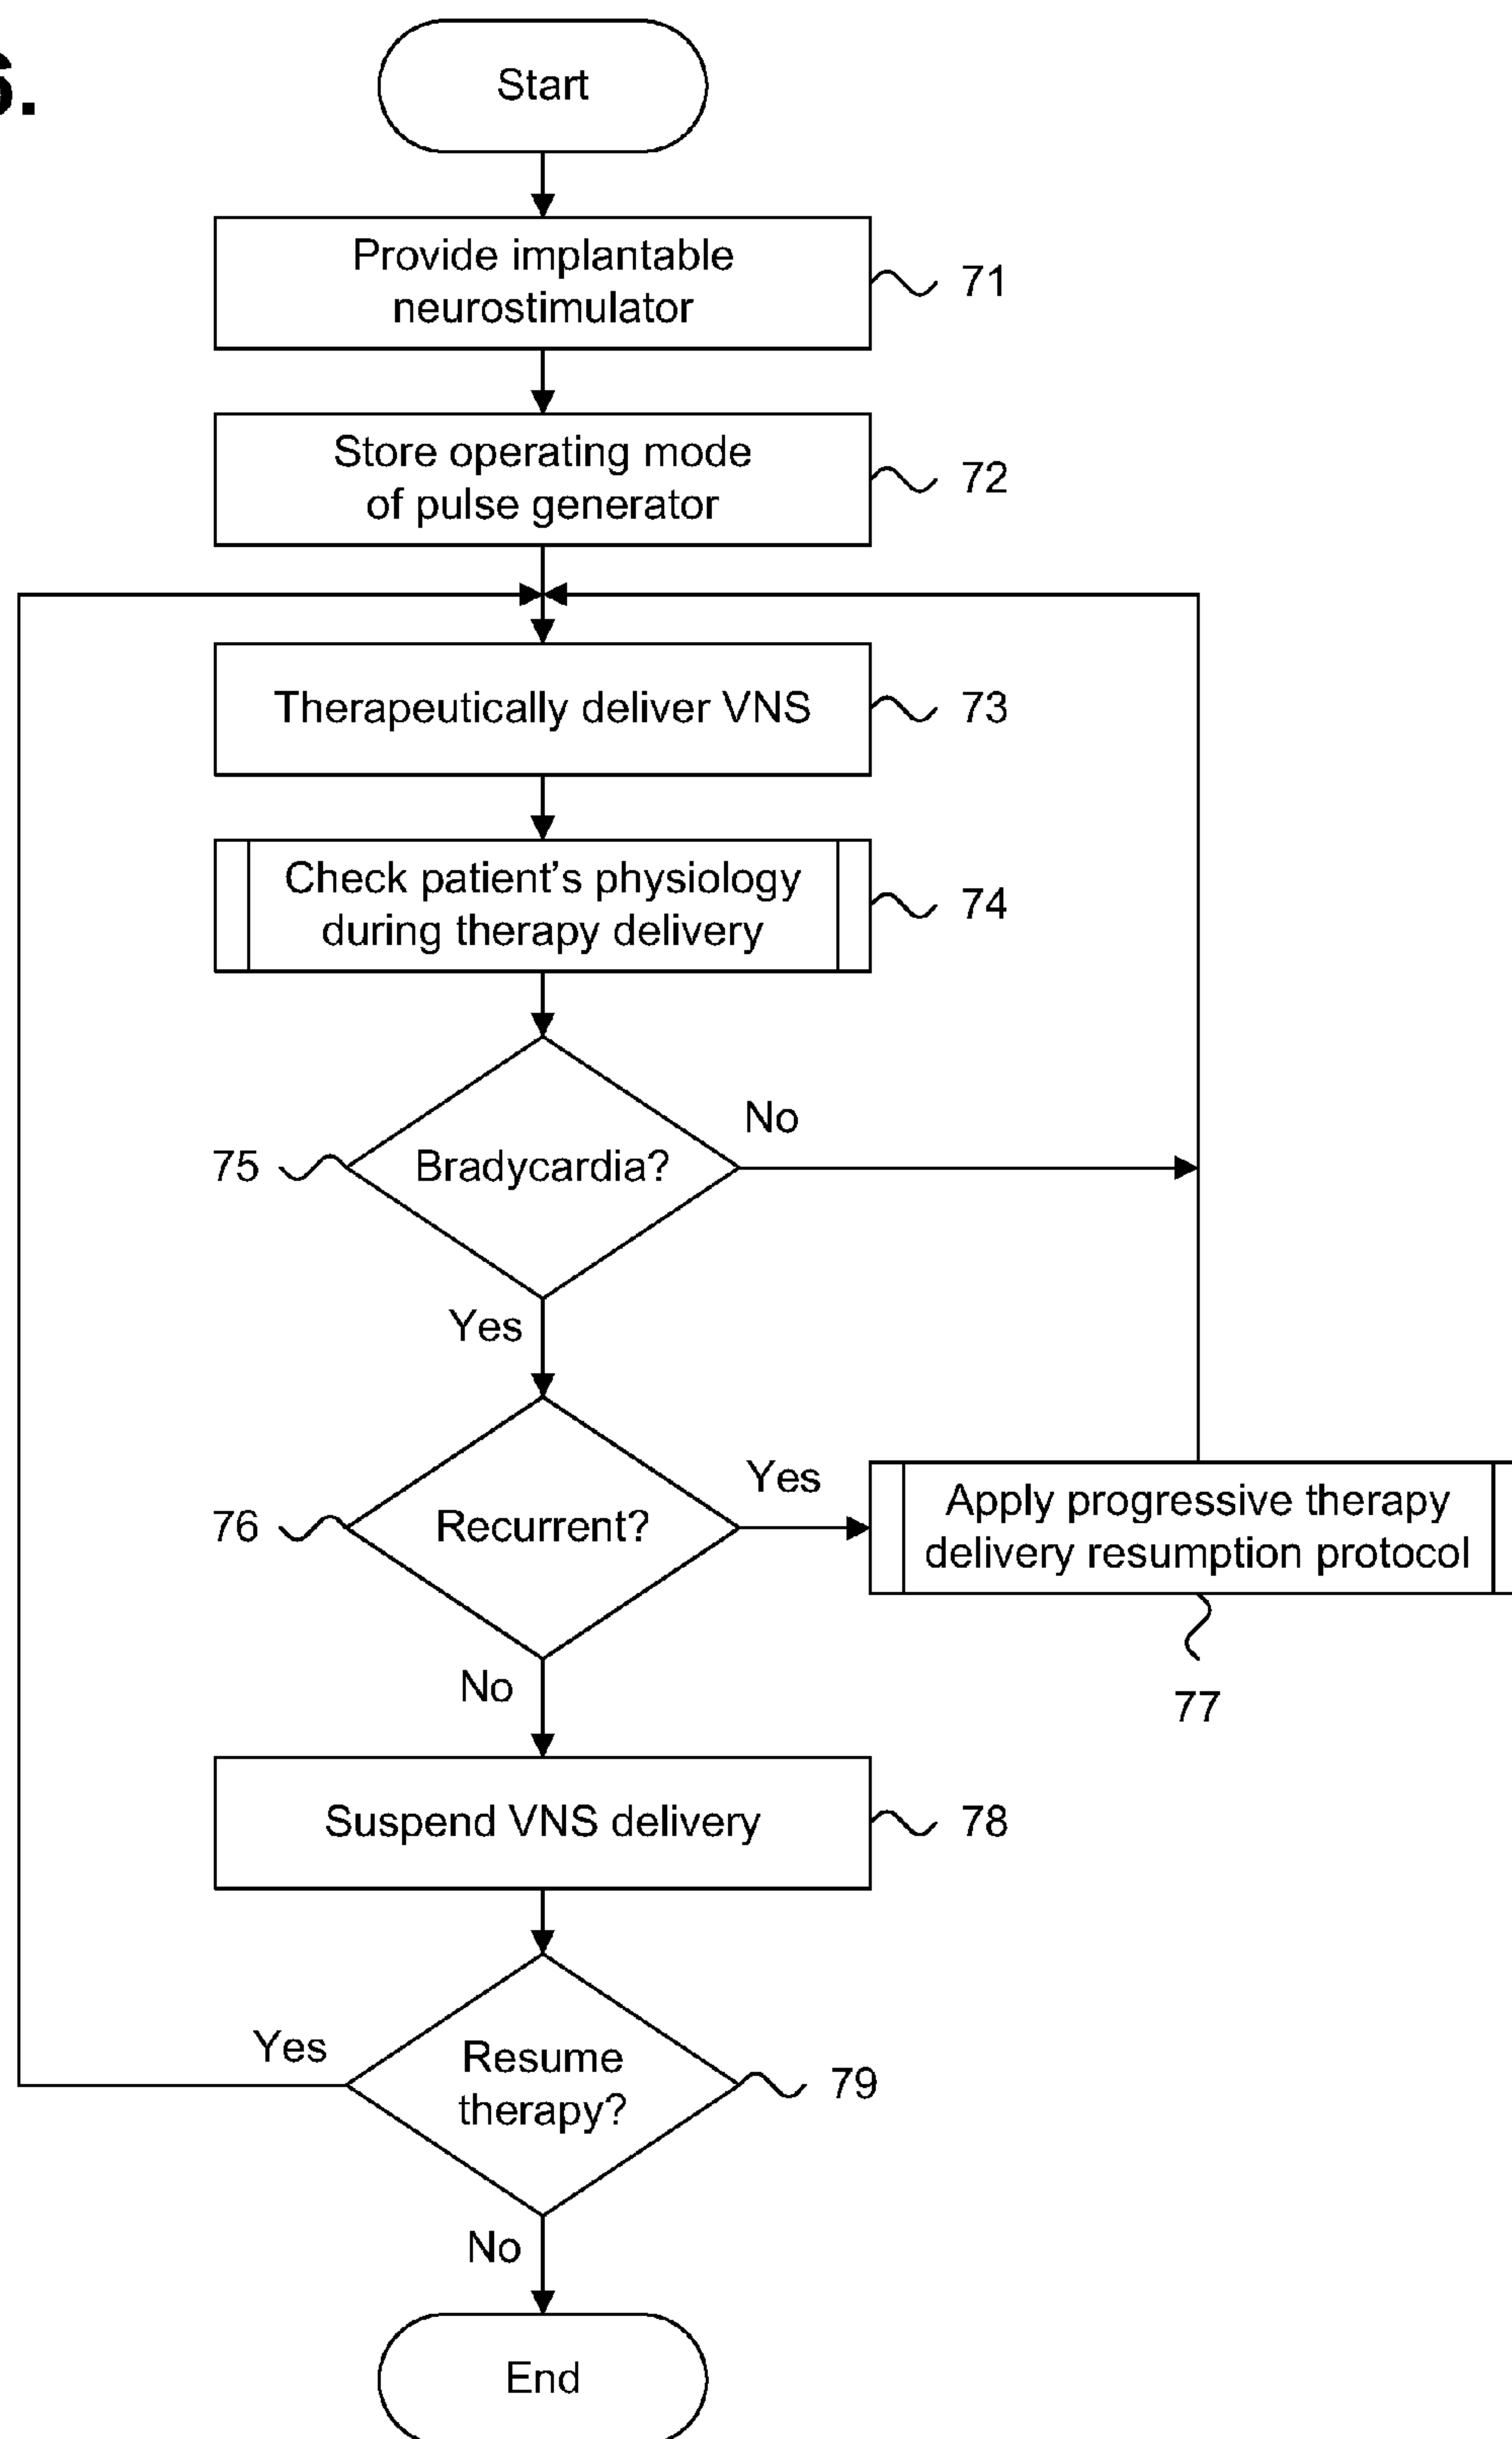 Start
Provide implantable
neurostimulator
71
Store operating mode
of pulse generator
72
Therapeutically deliver VNS
73
Check patient's physiology
during therapy delivery
74
No
75
Bradycardia?
Yes
Yes
76
Recurrent?
Apply progressive therapy
delivery resumption protocol
77
No
Suspend VNS delivery
78
Yes
Resume
therapy?
79
No
End